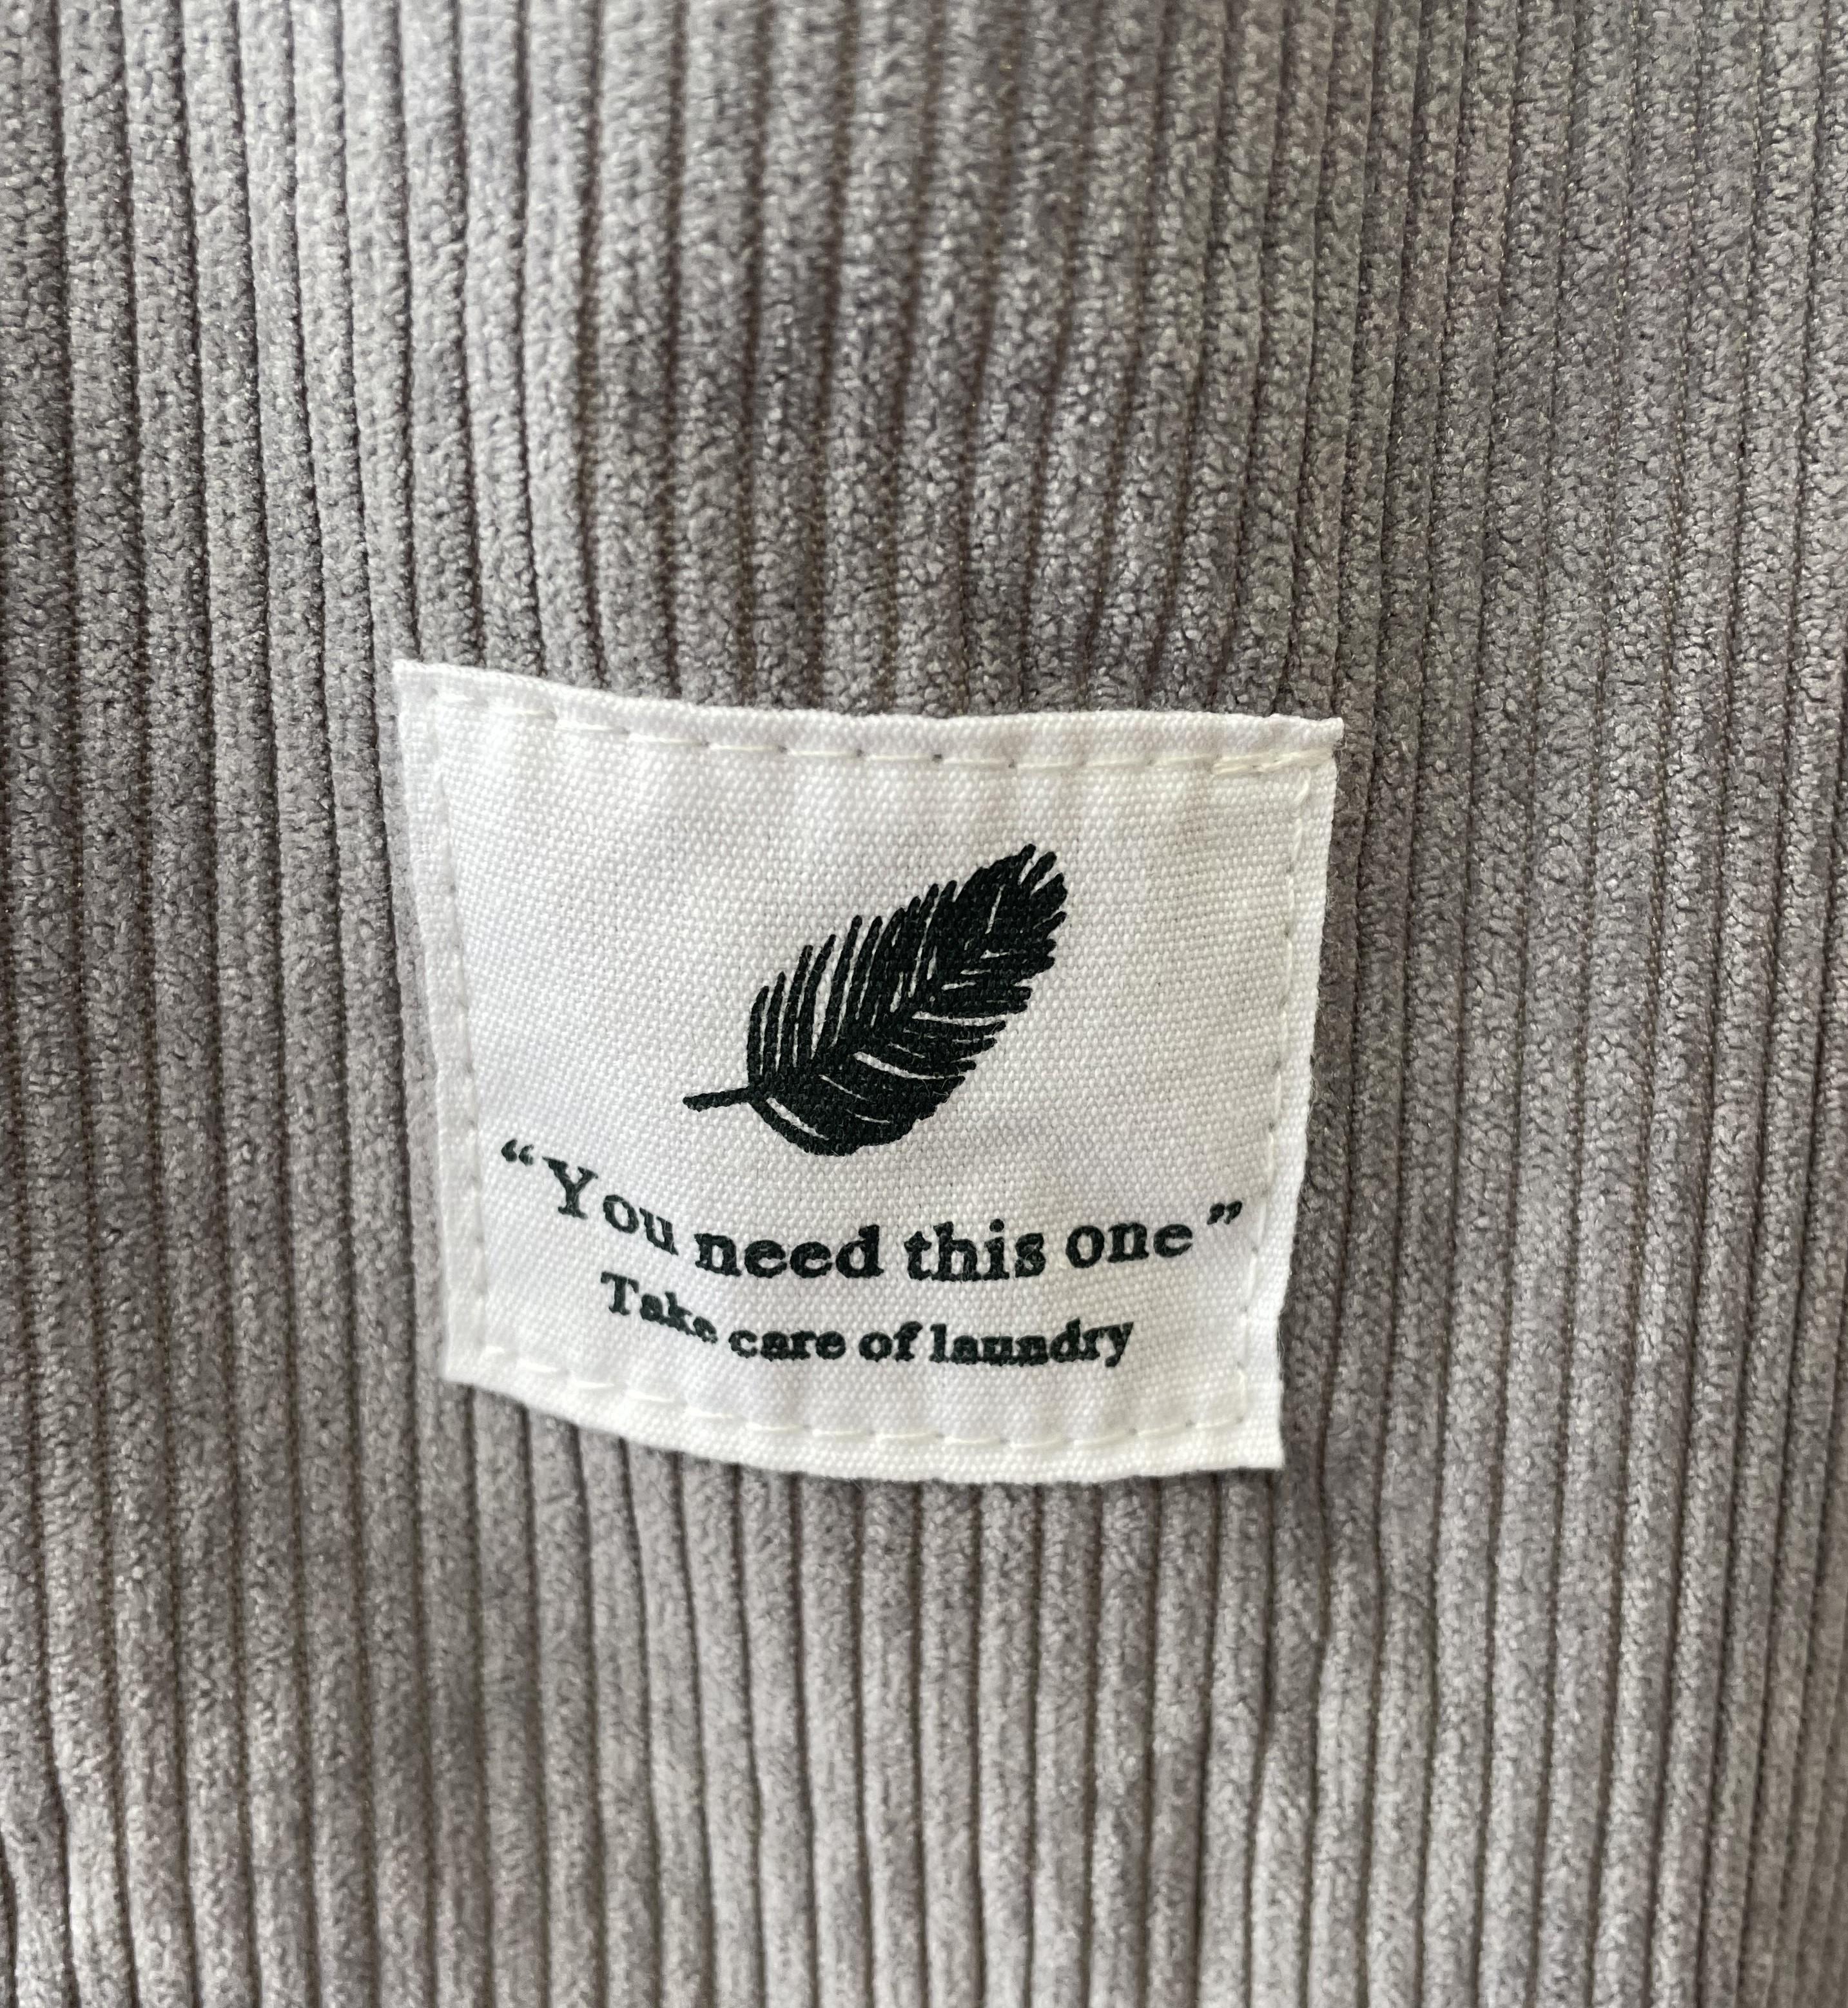 “You need this one”
Take care of laundry